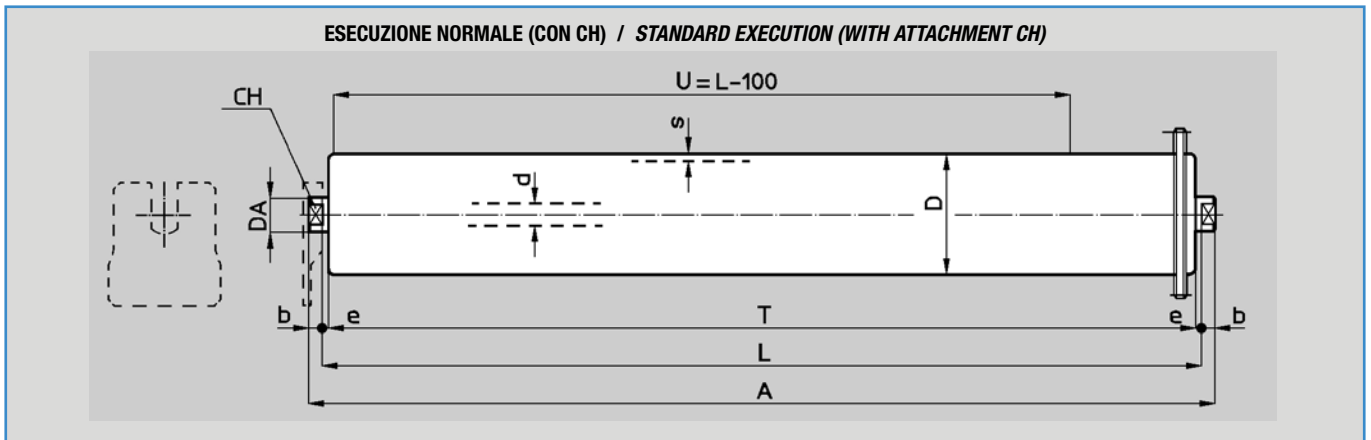 ESECUZIONE NORMALE (CON CH) / STANDARD EXECUTION (WITH ATTACHMENT CH)
U = L-100
CH
s
d
DA
D
b e T e b
L
A